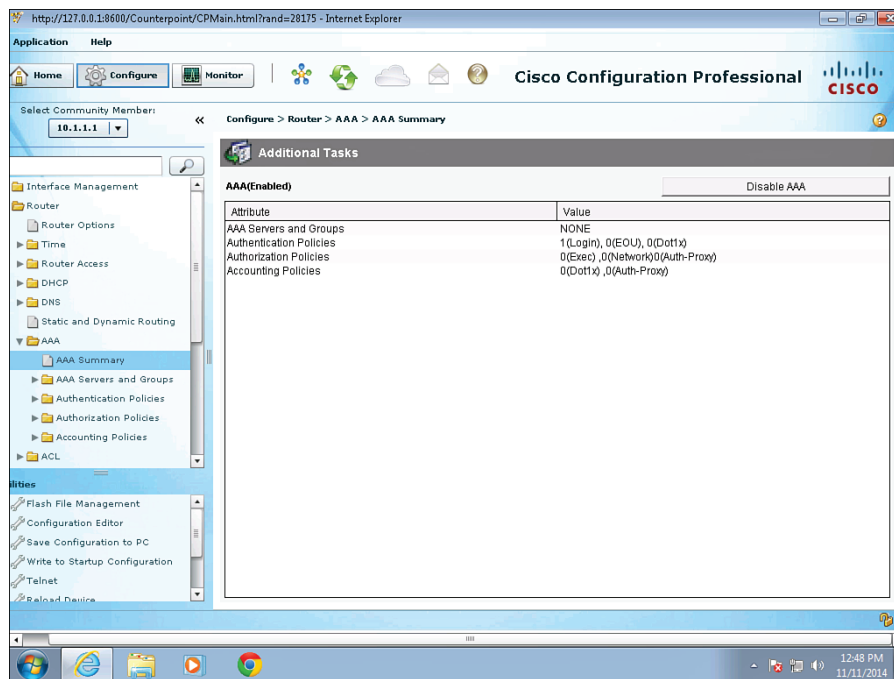 http://127.0.0.1:8600/Counterpoint/CPMain.html?rand=28175 - Internet Explorer
Application Help
Home Configure Monitor Cisco Configuration Professional CISCO
Select Community Member:
10.1.1.1
Configure > Router > AAA > AAA Summary
Additional Tasks
AAA(Enabled) Disable AAA
Attribute Value
AAA Servers and Groups NONE
Authentication Policies 1(Login), 0(EOU), 0(Dot1x)
Authorization Policies 0(Exec) ,0(Network)0(Auth-Proxy)
Accounting Policies 0(Dot1x) ,0(Auth-Proxy)
Interface Management
Router
Router Options
Time
Router Access
DHCP
DNS
Static and Dynamic Routing
AAA
AAA Summary
AAA Servers and Groups
Authentication Policies
Authorization Policies
Accounting Policies
ACL
ilities
Flash File Management
Configuration Editor
Save Configuration to PC
Write to Startup Configuration
Telnet
Reload Device
12:48 PM
11/11/2014